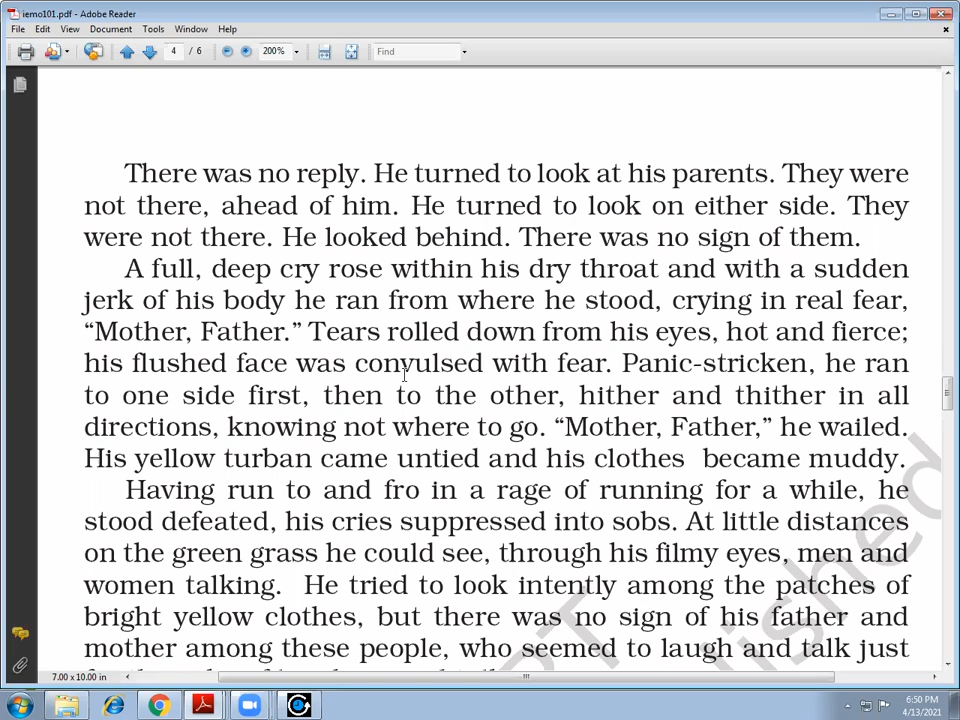 iemo101.pdf - Adobe Reader
File Edit View Document Tools Window Help
4 / 6 200% Find
There was no reply. He turned to look at his parents. They were
not there, ahead of him. He turned to look on either side. They
were not there. He looked behind. There was no sign of them.
A full, deep cry rose within his dry throat and with a sudden
jerk of his body he ran from where he stood, crying in real fear,
“Mother, Father.” Tears rolled down from his eyes, hot and fierce;
his flushed face was convulsed with fear. Panic-stricken, he ran
to one side first, then to the other, hither and thither in all
directions, knowing not where to go. “Mother, Father,” he wailed.
His yellow turban came untied and his clothes became muddy.
Having run to and fro in a rage of running for a while, he
stood defeated, his cries suppressed into sobs. At little distances
on the green grass he could see, through his filmy eyes, men and
women talking. He tried to look intently among the patches of
bright yellow clothes, but there was no sign of his father and
mother among these people, who seemed to laugh and talk just
7.00 x 10.00 in
6:50 PM
4/13/2021